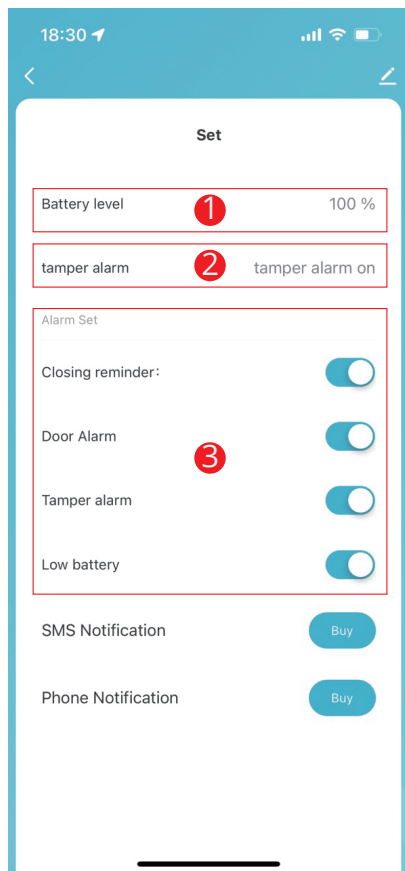 18:30
Set
Battery level 1 100 %
tamper alarm 2 tamper alarm on
Alarm Set
Closing reminder:
Door Alarm
3
Tamper alarm
Low battery
SMS Notification Buy
Phone Notification Buy